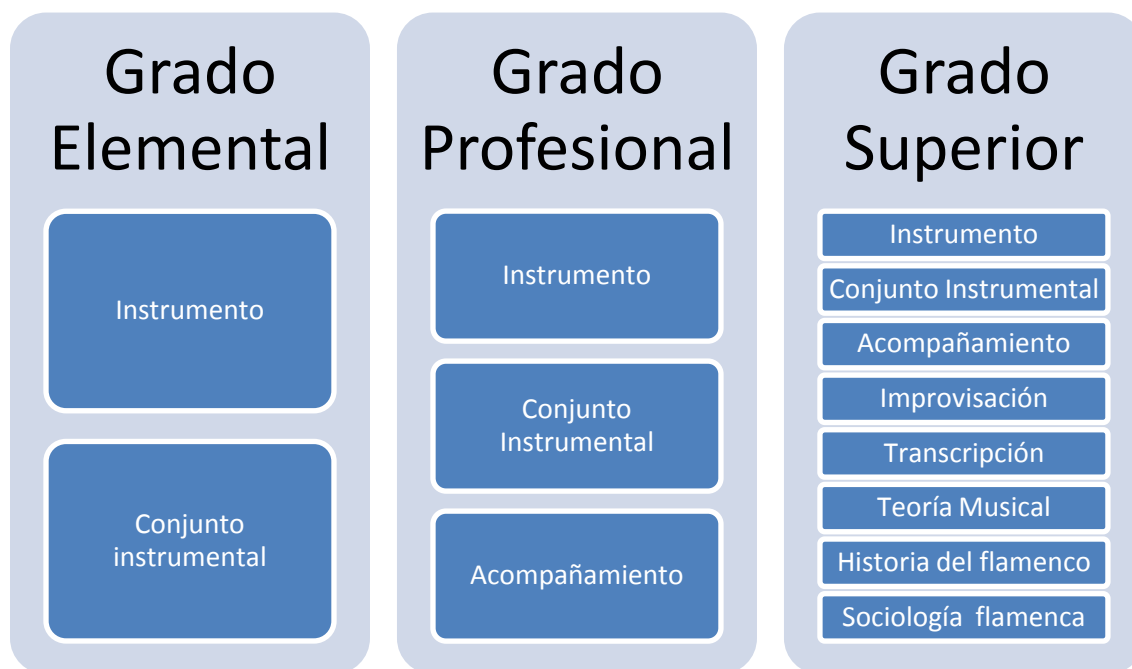 Grado
Elemental
Instrumento
Conjunto
instrumental
Grado
Profesional
Instrumento
Conjunto
Instrumental
Acompañamiento
Grado
Superior
Instrumento
Conjunto Instrumental
Acompañamiento
Improvisación
Transcripción
Teoría Musical
Historia del flamenco
Sociología flamenca